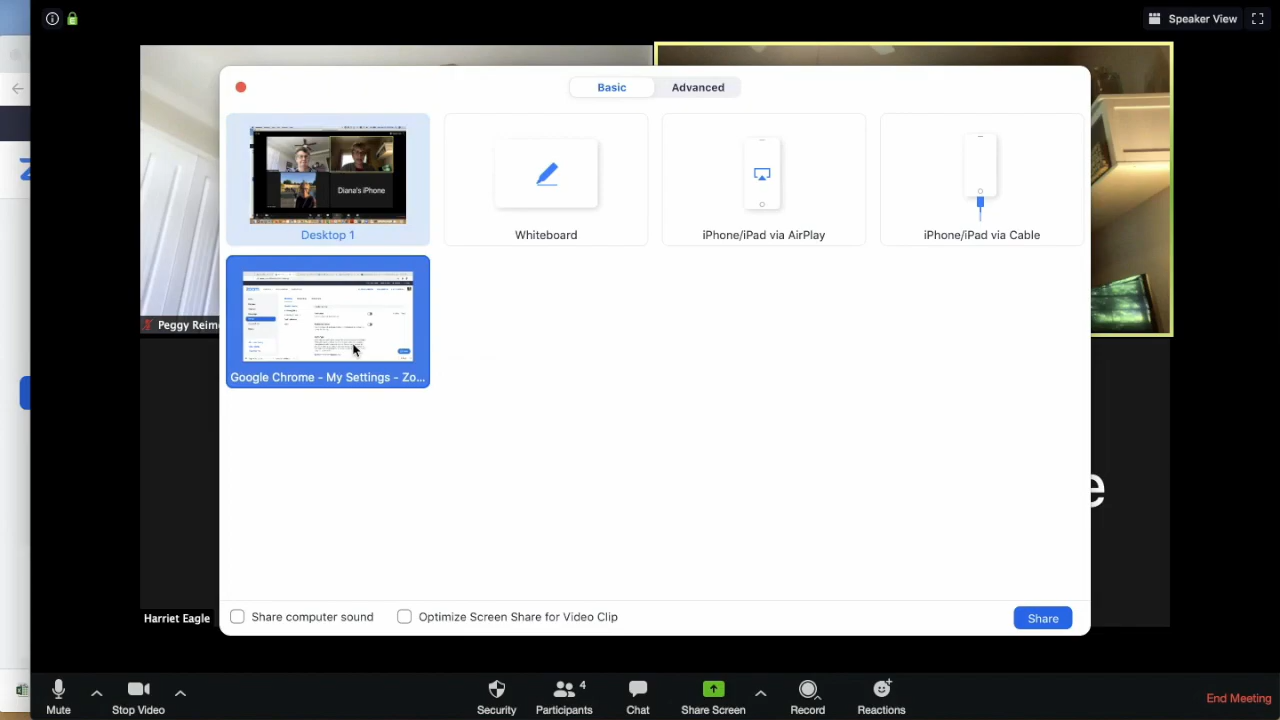 Speaker View
Basic
Advanced
Diana's iPhone
Desktop 1
Whiteboard
iPhone/iPad via AirPlay
iPhone/iPad via Cable
Peggy Reim
Google Chrome - My Settings - Zo...
e
Harriet Eagle
Share computer sound
Optimize Screen Share for Video Clip
Share
4
Mute
Stop Video
Security
Participants
Chat
Share Screen
Record
Reactions
End Meeting